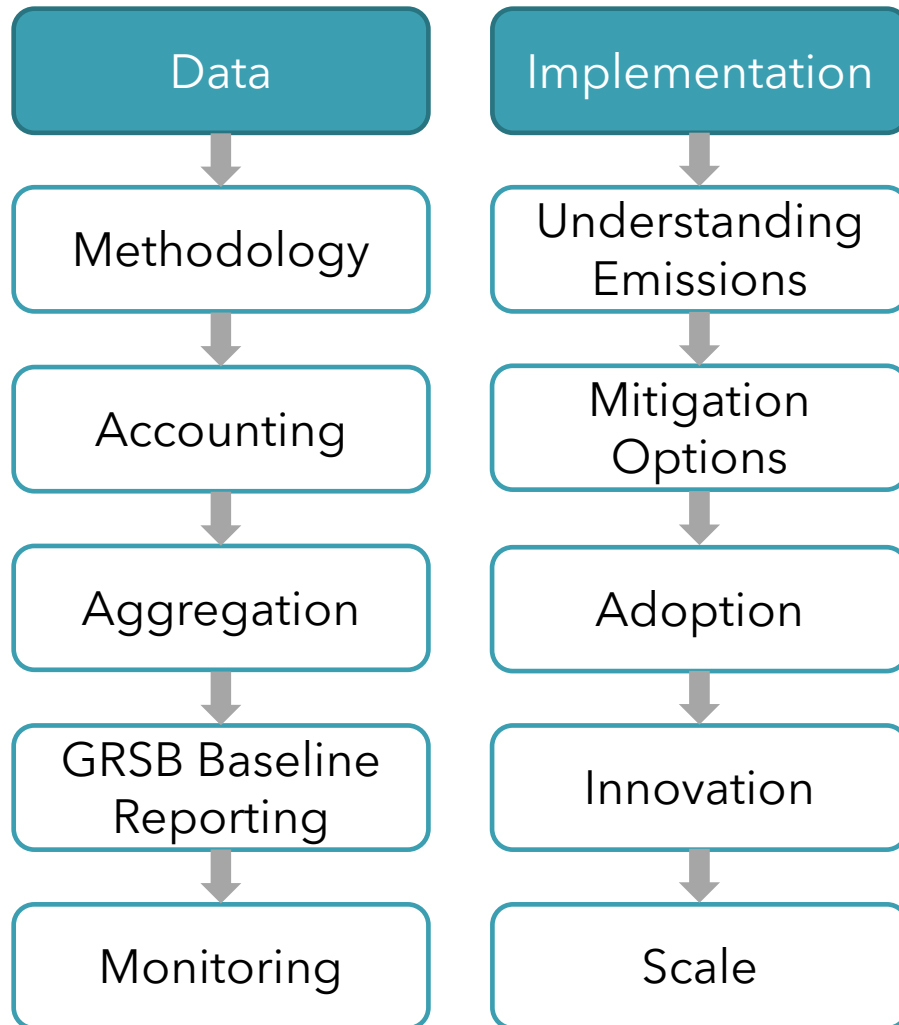 Data
Methodology
Accounting
Aggregation
GRSB Baseline
Reporting
Monitoring
Implementation
Understanding
Emissions
Mitigation
Options
Adoption
Innovation
Scale